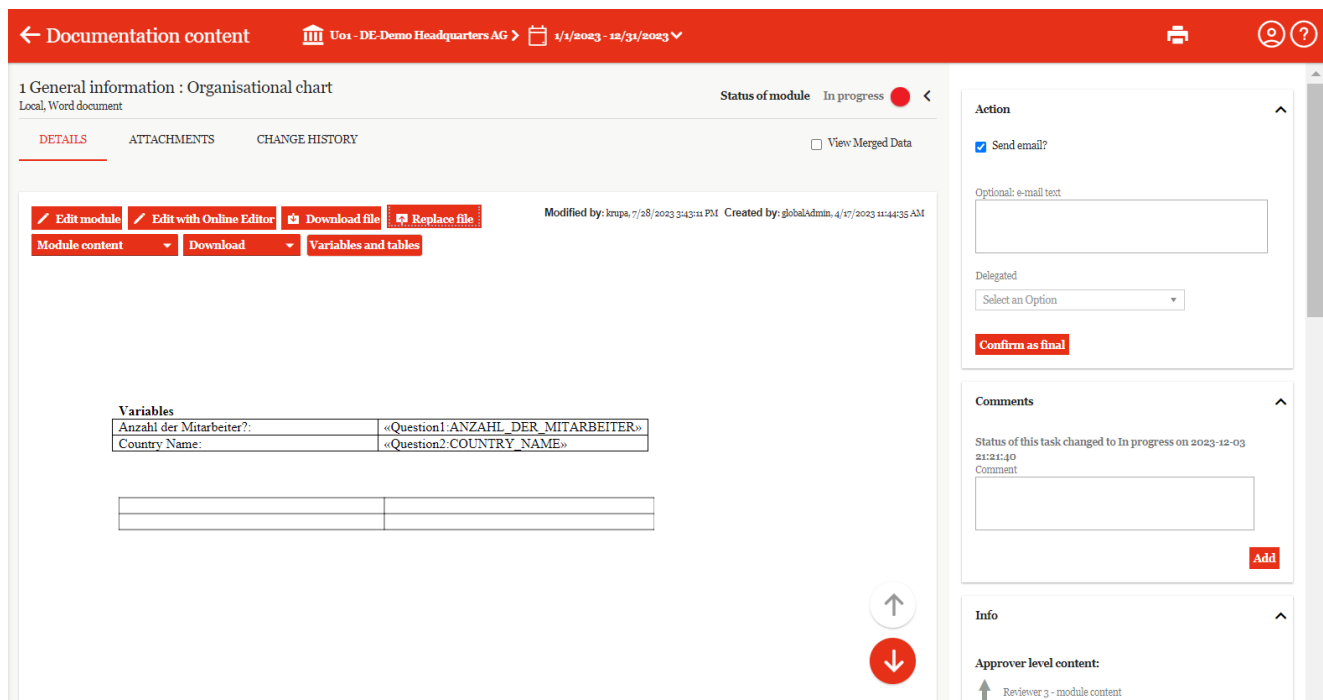 Documentation content
U01 - DE-Demo Headquarters AG
1/1/2023 - 12/31/2023
1 General information : Organisational chart
Local, Word document
Status of module In progress
DETAILS
ATTACHMENTS
CHANGE HISTORY
View Merged Data
Edit module
Edit with Online Editor
Download file
Replace file
Modified by: krupa, 7/28/2023 3:43:11 PM Created by: globalAdmin, 4/17/2023 11:44:35 AM
Module content
Download
Variables and tables
Variables
Anzahl der Mitarbeiter?: «Question1:ANZAHL_DER_MITARBEITER»
Country Name: «Question2:COUNTRY_NAME»
Action
Send email?
Optional: e-mail text
Delegated
Select an Option
Confirm as final
Comments
Status of this task changed to In progress on 2023-12-03
21:21:40
Comment
Add
Info
Approver level content:
Reviewer 3 - module content